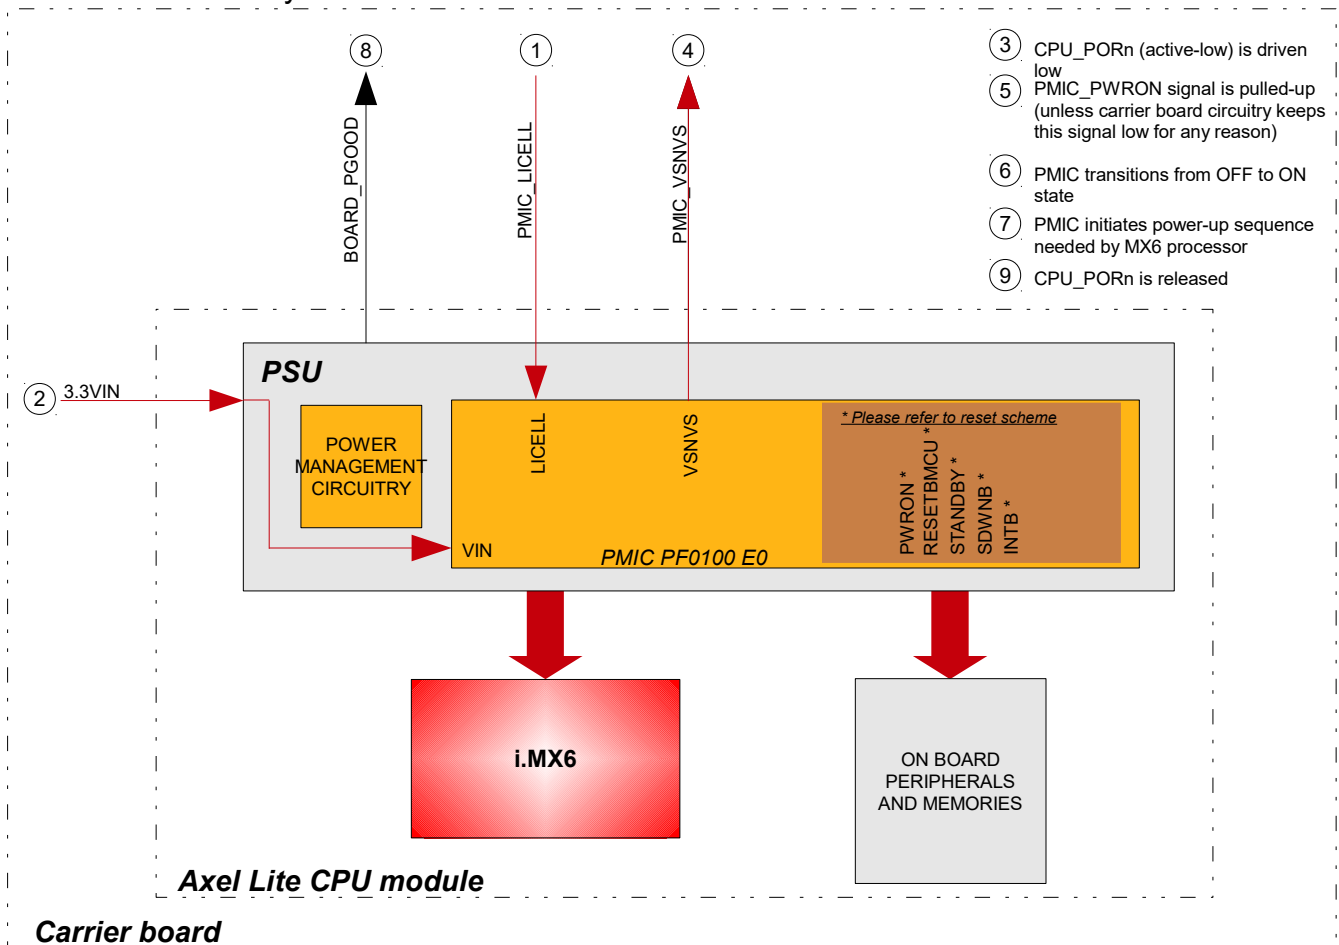 8
1
4
3 CPU_PORn (active-low) is driven
low
5 PMIC_PWRON signal is pulled-up
(unless carrier board circuitry keeps
this signal low for any reason)
6 PMIC transitions from OFF to ON
state
7 PMIC initiates power-up sequence
needed by MX6 processor
9 CPU_PORn is released
BOARD_PGOOD
PMIC_LICELL
PMIC_VSNVS
PSU
2 3.3VIN
POWER
MANAGEMENT
CIRCUITRY
LICELL
VSNVS
* Please refer to reset scheme
PWRON *
RESETBMCU *
STANDBY *
SDWNB *
INTB *
VIN
PMIC PF0100 E0
i.MX6
ON BOARD
PERIPHERALS
AND MEMORIES
Axel Lite CPU module
Carrier board